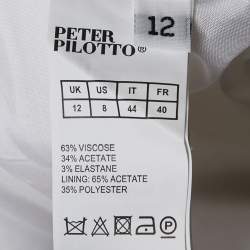 PETER
PILOTTO®
12
UK US IT FR
12 8 44 40
63% VISCOSE
34% ACETATE
3% ELASTANE
LINING: 65% ACETATE
35% POLYESTER
P